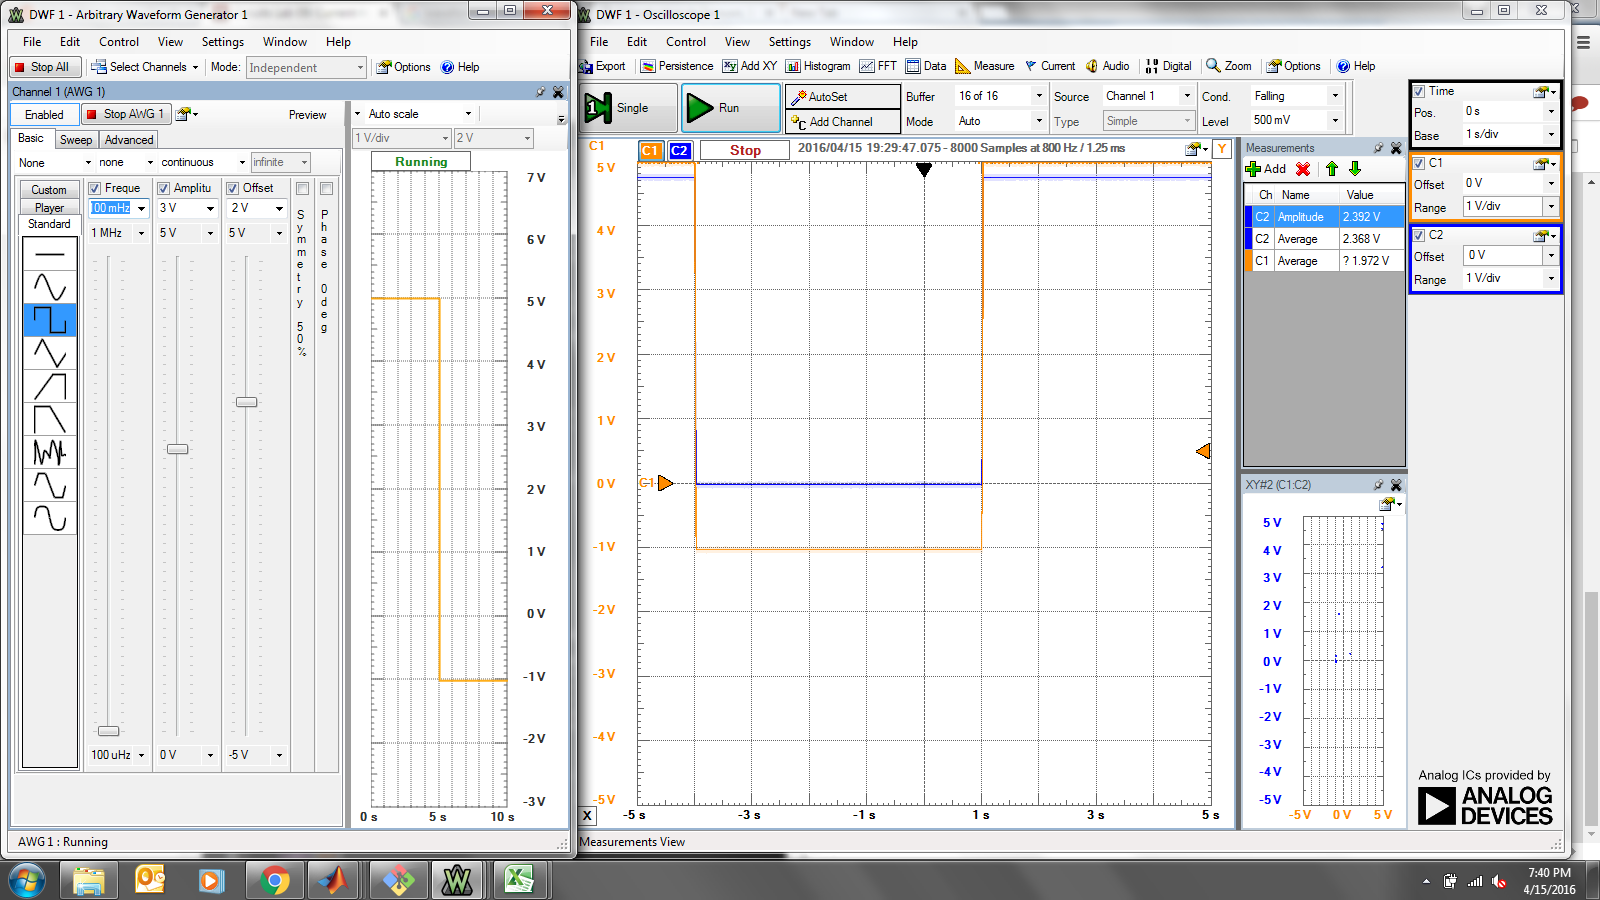 DWF 1 - Arbitrary Waveform Generator 1
File Edit Control View Settings Window Help
Stop All Select Channels Mode: Independent Options Help
Channel 1 (AWG 1)
Enabled Stop AWG 1 Preview
Basic Sweep Advanced
None none continuous infinite
Custom
Player
Standard
Freque Amplitu Offset
100 mHz 3 V 2 V
1 MHz 5 V 5 V
Symmetry 50%
Phase 0deg
100 uHz 0 V -5 V
Auto scale
1 V/div 2 V
Running
7 V
6 V
5 V
4 V
3 V
2 V
1 V
0 V
-1 V
-2 V
-3 V
0 s 5 s 10 s
AWG 1 : Running
DWF 1 - Oscilloscope 1
File Edit Control View Settings Window Help
Export Persistence Add XY Histogram FFT Data Measure Current Audio Digital Zoom Options Help
Single Run
AutoSet
Add Channel
Buffer 16 of 16 Source Channel 1 Cond. Falling
Mode Auto Type Simple Level 500 mV
C1 C1 C2 Stop 2016/04/15 19:29:47.075 - 8000 Samples at 800 Hz / 1.25 ms Y
5 V
4 V
3 V
2 V
1 V
0 V
C1
-1 V
-2 V
-3 V
-4 V
-5 V
X -5 s -3 s -1 s 1 s 3 s 5 s
Measurements View
Measurements
Add
Ch Name Value
C2 Amplitude 2.392 V
C2 Average 2.368 V
C1 Average ? 1.972 V
XY#2 (C1:C2)
5 V
4 V
3 V
2 V
1 V
0 V
-1 V
-2 V
-3 V
-4 V
-5 V
-5 V 0 V 5 V
Time
Pos. 0 s
Base 1 s/div
C1
Offset 0 V
Range 1 V/div
C2
Offset 0 V
Range 1 V/div
Analog ICs provided by
ANALOG
DEVICES
7:40 PM
4/15/2016